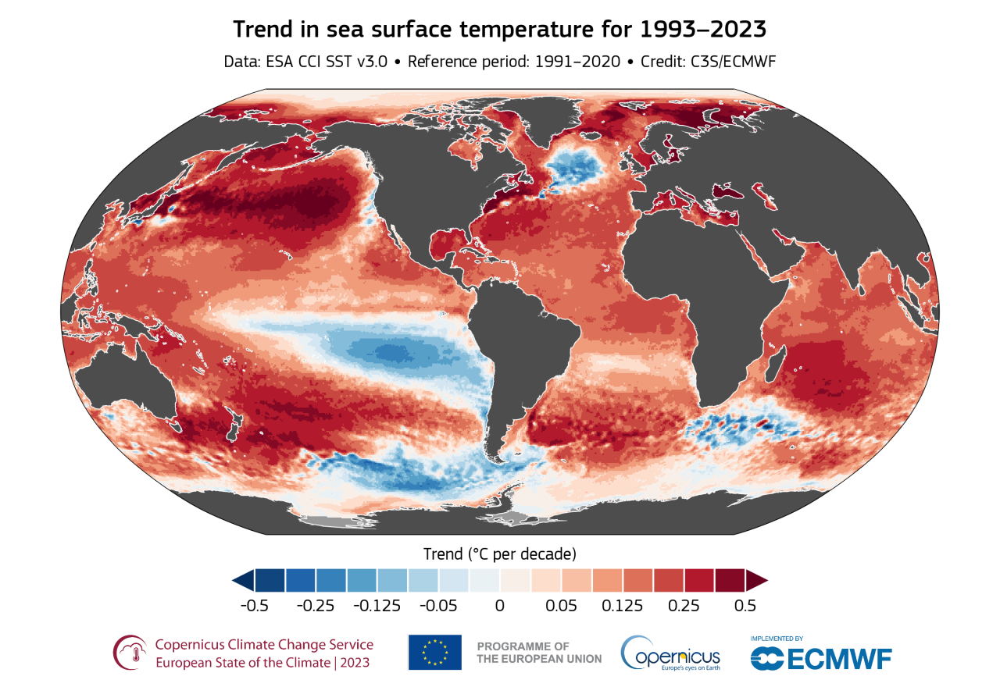 Trend in sea surface temperature for 1993–2023
Data: ESA CCI SST v3.0 • Reference period: 1991–2020 • Credit: C3S/ECMWF
Trend (°C per decade)
-0.5 -0.25 -0.125 -0.05 0 0.05 0.125 0.25 0.5
Copernicus Climate Change Service
European State of the Climate | 2023
PROGRAMME OF
THE EUROPEAN UNION
opernicus
Europe's eyes on Earth
IMPLEMENTED BY
ECMWF